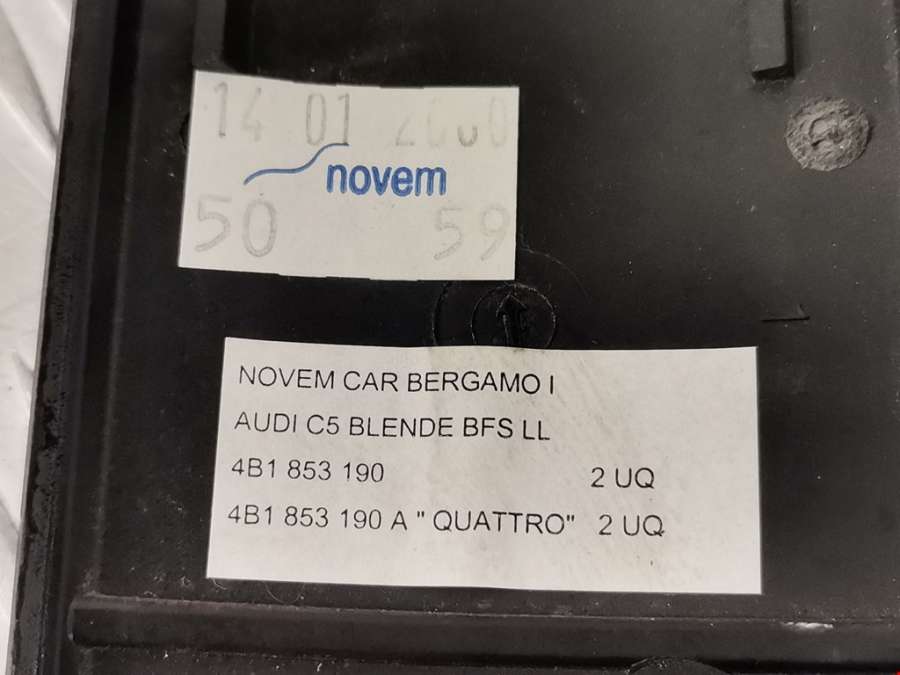 14 01 2000
novem
50 59
NOVEM CAR BERGAMO I
AUDI C5 BLENDE BFS LL
4B1 853 190 2 UQ
4B1 853 190 A " QUATTRO" 2 UQ